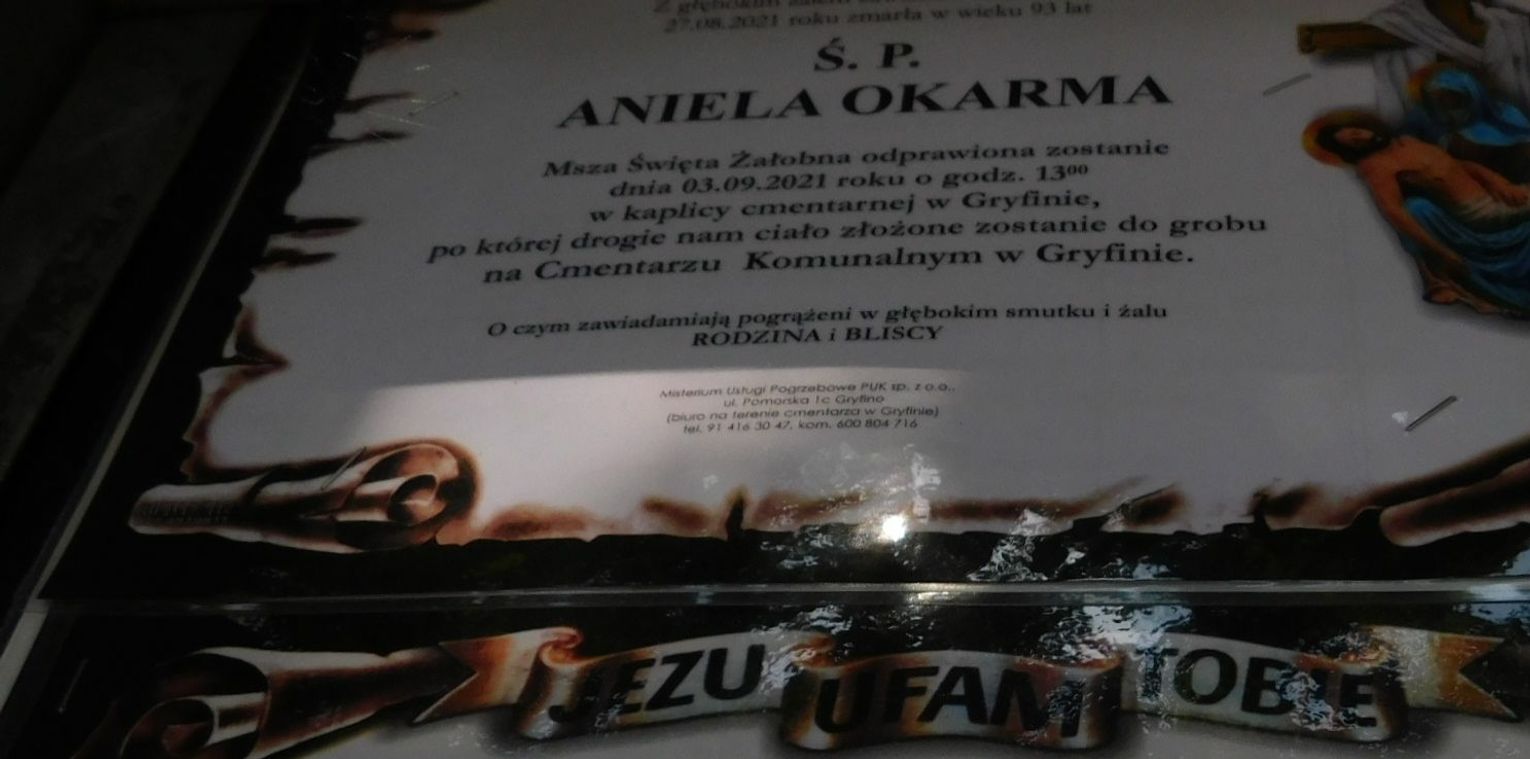 Z głębokim żalem
27.08.2021 roku zmarła w wieku 93 lat
Ś. P.
ANIELA OKARMA
Msza Święta Żałobna odprawiona zostanie
dnia 03.09.2021 roku o godz. 13⁰⁰
w kaplicy cmentarnej w Gryfinie,
po której drogie nam ciało złożone zostanie do grobu
na Cmentarzu Komunalnym w Gryfinie.
O czym zawiadamiają pogrążeni w głębokim smutku i żalu
RODZINA i BLISCY
Misterium Usługi Pogrzebowe PUK sp. z o.o.,
ul. Pomorska 1c Gryfino
(biuro na terenie cmentarza w Gryfinie)
tel. 91 416 30 47, kom. 600 804 716
JEZU UFAM TOBIE